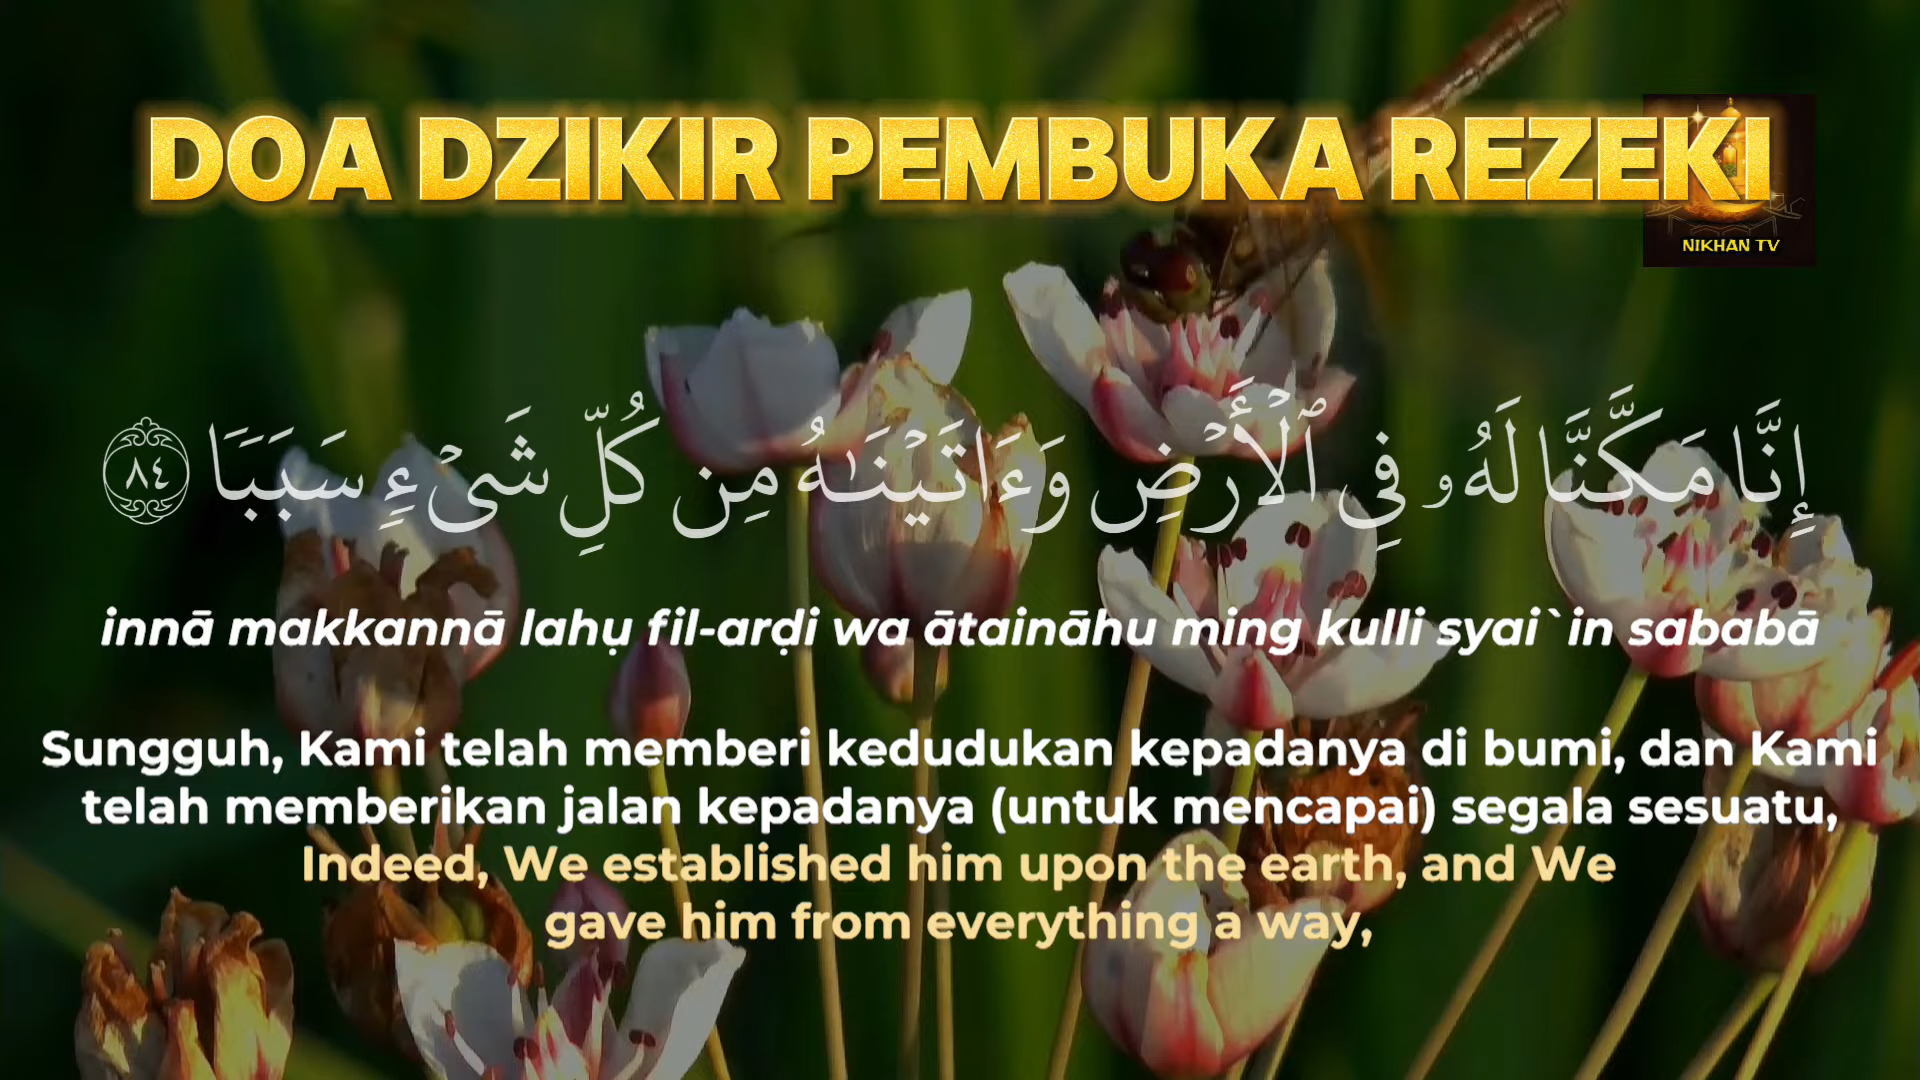 DOA DZIKIR PEMBUKA REZEKI
NIKHAN TV
إِنَّا مَكَّنَّا لَهُۥ فِى ٱلْأَرْضِ وَءَاتَيْنَـٰهُ مِن كُلِّ شَىْءٍ سَبَبًا ٨٤
innā makkannā lahụ fil-arḍi wa ātaināhu ming kulli syai`in sababā
Sungguh, Kami telah memberi kedudukan kepadanya di bumi, dan Kami
telah memberikan jalan kepadanya (untuk mencapai) segala sesuatu,
Indeed, We established him upon the earth, and We
gave him from everything a way,